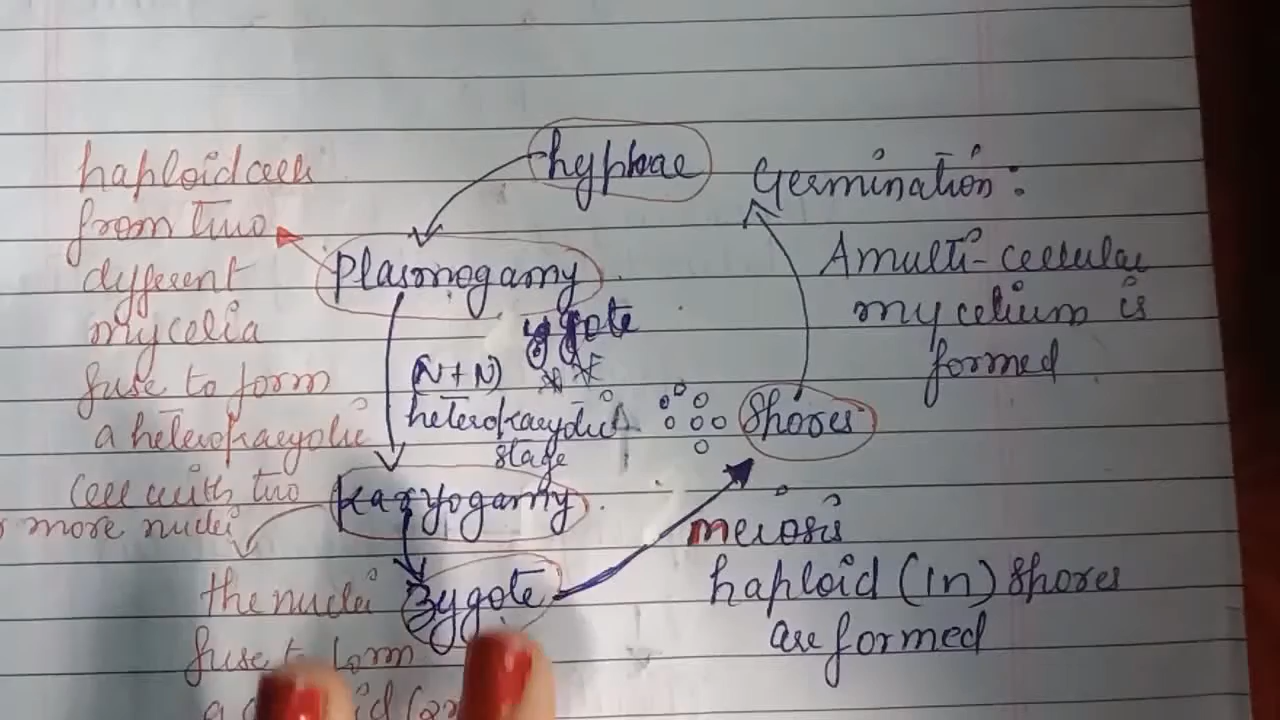 hyphae
haploid cells
from two
different
mycelia
fuse to form
a heterokaryotic
cell with two
more nuclei
Plasmogamy
zygote
(N+N)
heterokaryotic
stage
Karyogamy
the nuclei
fuse to form
Zygote
Germination:
A multi-cellular
mycelium is
formed
Spores
meiosis
haploid (1n) spores
are formed